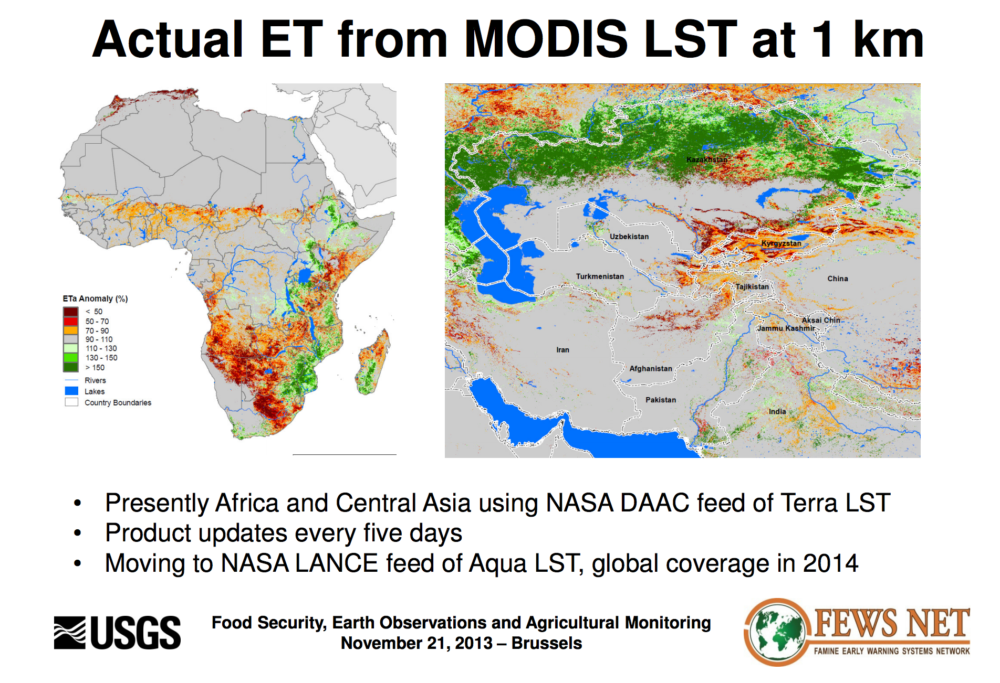 Actual ET from MODIS LST at 1 km
ETa Anomaly (%)
< 50
50 - 70
70 - 90
90 - 110
110 - 130
130 - 150
> 150
Rivers
Lakes
Country Boundaries
Kazakhstan
Uzbekistan
Kyrgyzstan
Turkmenistan
China
Tajikistan
Aksai Chin
Jammu Kashmir
Iran
Afghanistan
Pakistan
India
• Presently Africa and Central Asia using NASA DAAC feed of Terra LST
• Product updates every five days
• Moving to NASA LANCE feed of Aqua LST, global coverage in 2014
USGS
Food Security, Earth Observations and Agricultural Monitoring
November 21, 2013 – Brussels
FEWS NET
FAMINE EARLY WARNING SYSTEMS NETWORK